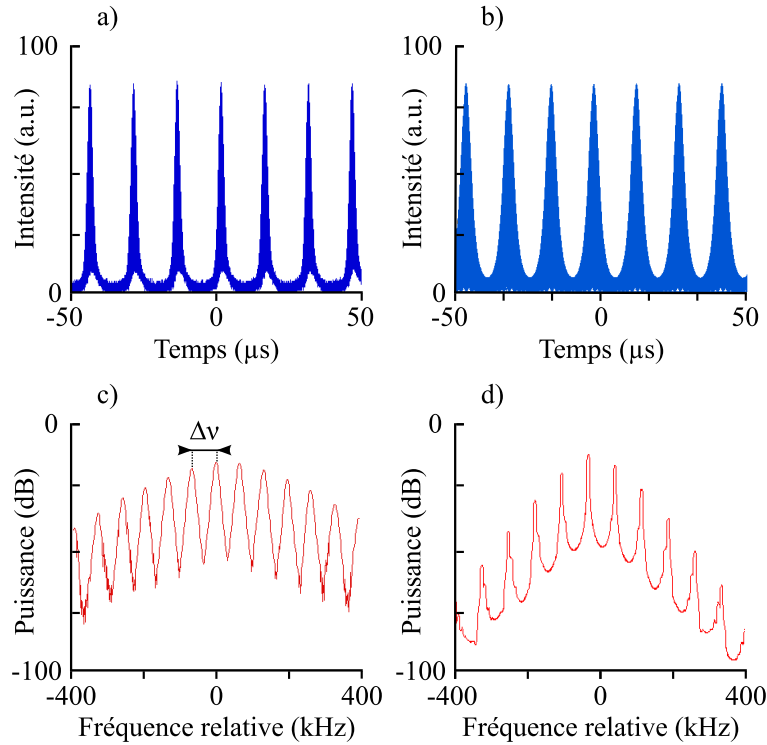 a)
b)
100
100
Intensité (a.u.)
Intensité (a.u.)
0
0
-50
0
50
-50
0
50
Temps (µs)
Temps (µs)
c)
d)
0
0
Δν
Puissance (dB)
Puissance (dB)
-100
-100
-400
0
400
-400
0
400
Fréquence relative (kHz)
Fréquence relative (kHz)